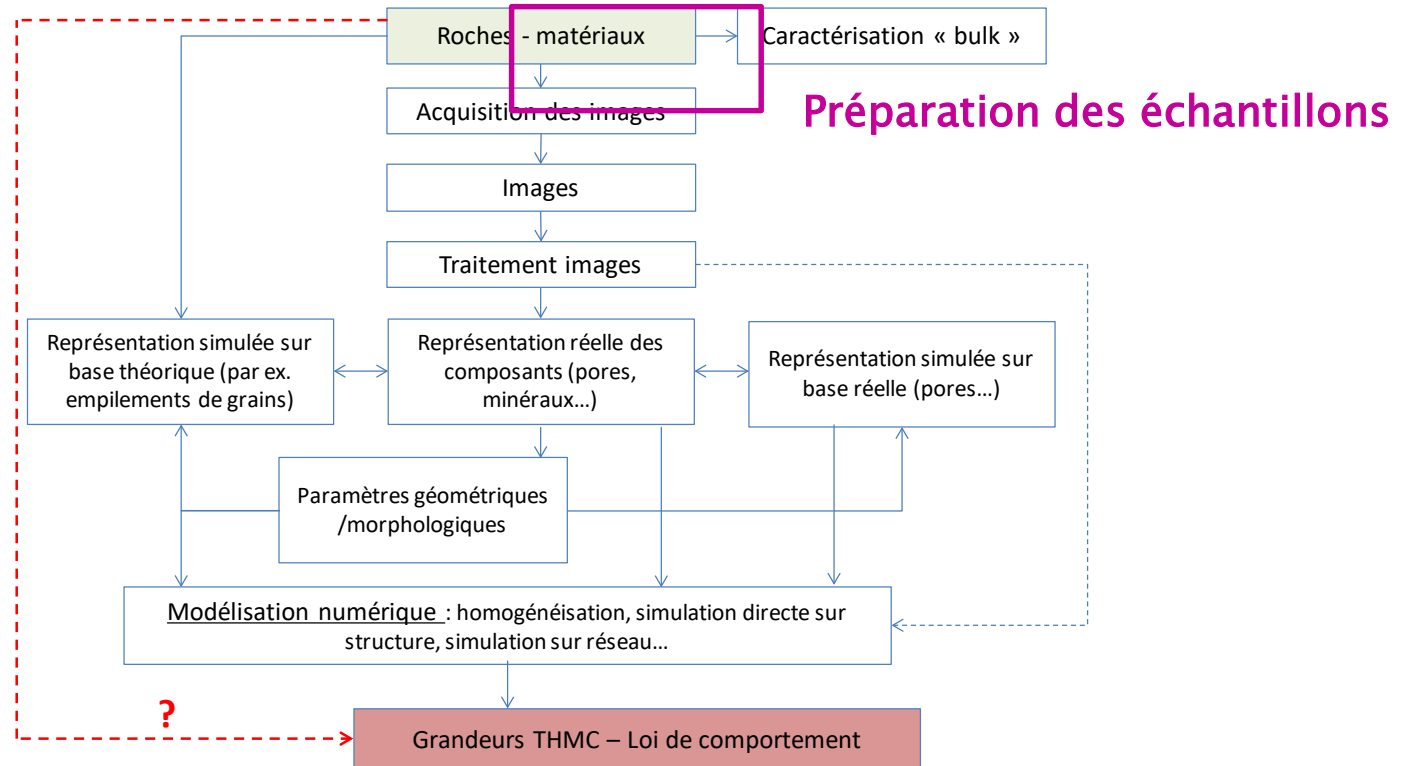 Roches - matériaux
Caractérisation « bulk »
Acquisition des images
Préparation des échantillons
Images
Traitement images
Représentation simulée sur
base théorique (par ex.
empilements de grains)
Représentation réelle des
composants (pores,
minéraux...)
Représentation simulée sur
base réelle (pores...)
Paramètres géométriques
/morphologiques
Modélisation numérique : homogénéisation, simulation directe sur
structure, simulation sur réseau...
?
Grandeurs THMC – Loi de comportement